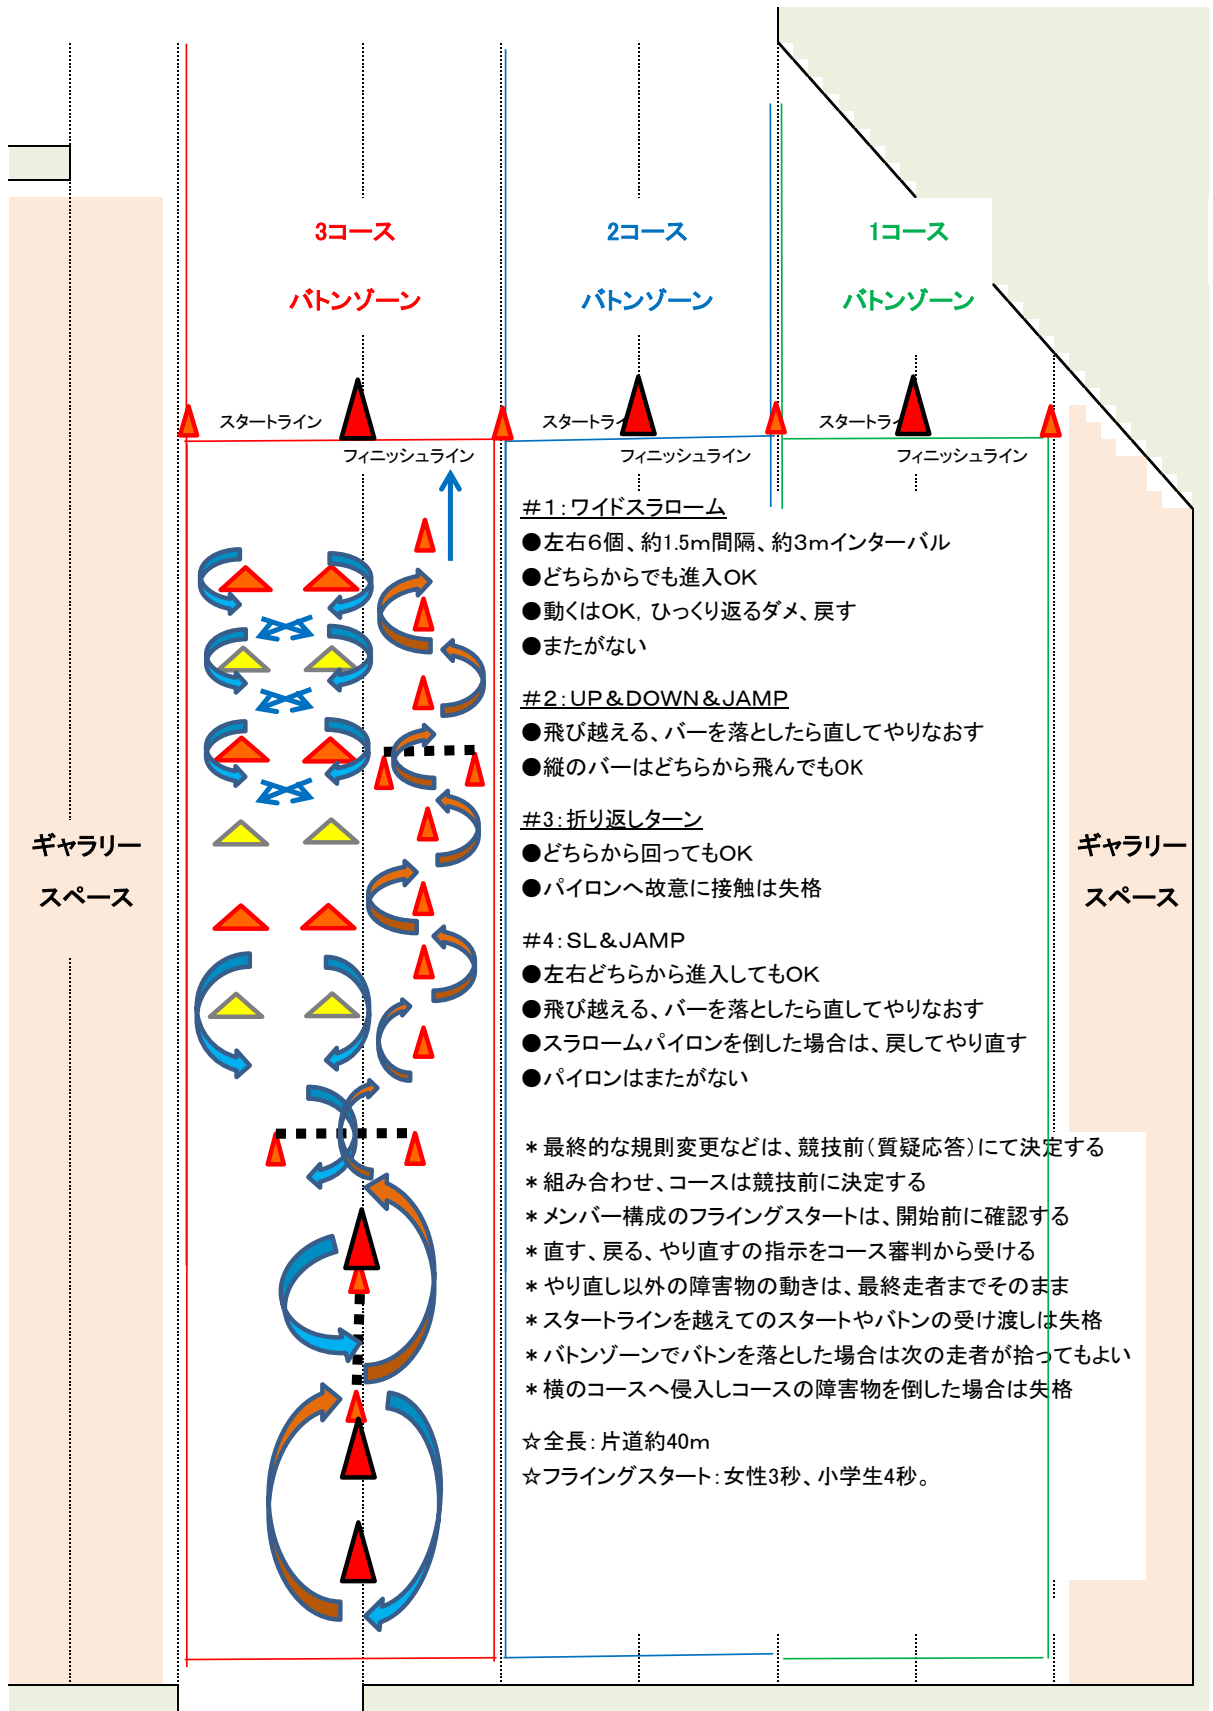 3コース
2コース
1コース
バトンゾーン
バトンゾーン
バトンゾーン
スタートライン
スタートライ
スタートラ
フィニッシュライン
フィニッシュライン
フィニッシュライン
#1:ワイドスラローム
●左右6個、約1.5m間隔、約3mインターバル
●どちらからでも進入OK
●動くはOK,ひっくり返るダメ、戻す
●またがない
#2:UP&DOWN&JAMP
●飛び越える、バーを落としたら直してやりなおす
●縦のバーはどちらから飛んでもOK
#3:折り返しターン
●どちらから回ってもOK
●パイロンへ故意に接触は失格
#4:SL&JAMP
●左右どちらから進入してもOK
●飛び越える、バーを落としたら直してやりなおす
●スラロームパイロンを倒した場合は、戻してやり直す
●パイロンはまたがない
ギャラリー
スペース
ギャラリー
スペース
*最終的な規則変更などは、競技前(質疑応答)にて決定する
*組み合わせ、コースは競技前に決定する
*メンバー構成のフライングスタートは、開始前に確認する
*直す、戻る、やり直すの指示をコース審判から受ける
*やり直し以外の障害物の動きは、最終走者までそのまま
*スタートラインを越えてのスタートやバトンの受け渡しは失格
*バトンゾーンでバトンを落とした場合は次の走者が拾ってもよい
*横のコースへ侵入しコースの障害物を倒した場合は失格
☆全長:片道約40m
☆フライングスタート:女性3秒、小学生4秒。